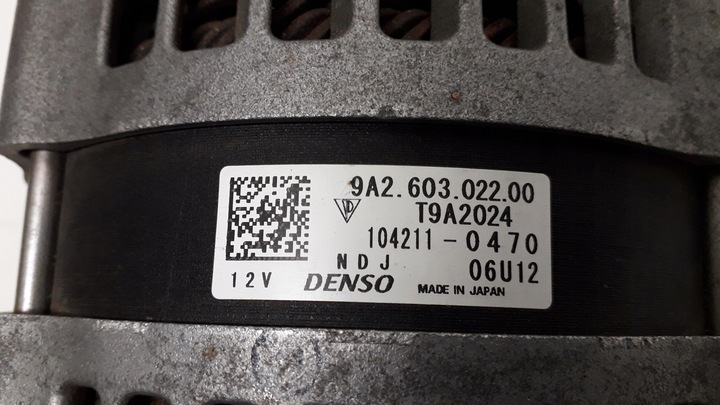 9A2.603.022.00
T9A2024
104211-0470
NDJ 06U12
12V DENSO MADE IN JAPAN